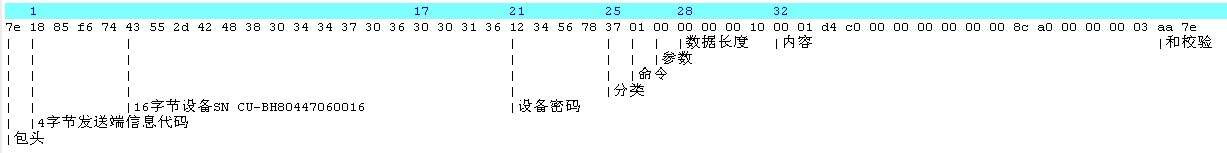 1 17 21 25 28 32
7e 18 85 f6 74 43 55 2d 42 48 38 30 34 34 37 30 36 30 30 31 36 12 34 56 78 37 01 00 00 00 00 10 00 01 d4 c0 00 00 00 00 00 00 8c a0 00 00 00 03 aa 7e
| | | | | | |数据长度 |内容 |和校验
| | | | | | |参数
| | | | | |命令
| | | | |分类
| | |16字节设备SN CU-BH80447060016 |设备密码
| |4字节发送端信息代码
|包头